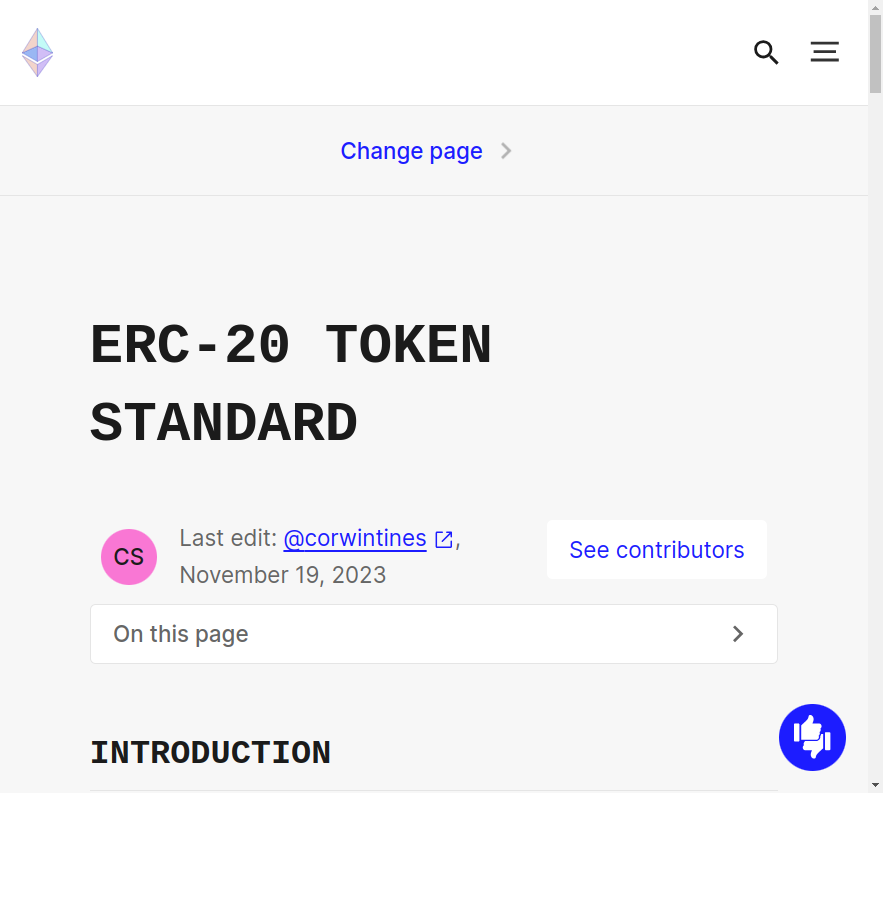 Change page
ERC-20 TOKEN
STANDARD
CS
Last edit: @corwintines,
November 19, 2023
See contributors
On this page
INTRODUCTION